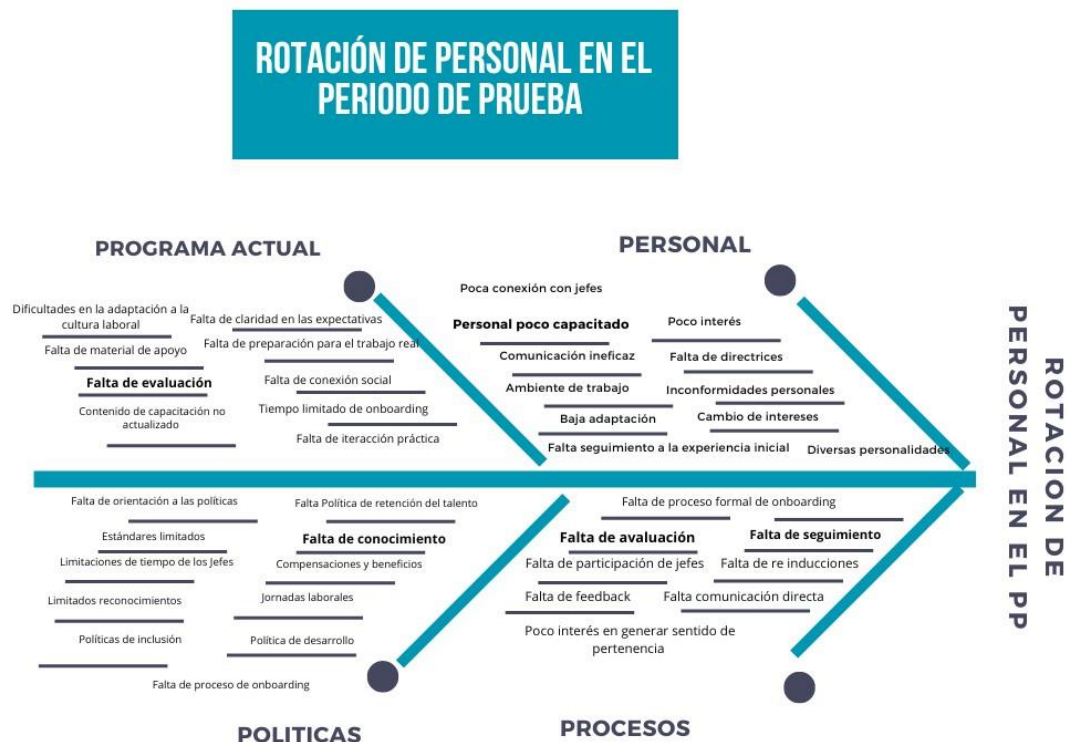 ROTACIÓN DE PERSONAL EN EL
PERIODO DE PRUEBA
PROGRAMA ACTUAL
Dificultades en la adaptación a la
cultura laboral
Falta de material de apoyo
Falta de evaluación
Contenido de capacitación no
actualizado
Falta de claridad en las expectativas
Falta de preparación para el trabajo real
Falta de conexión social
Tiempo limitado de onboarding
Falta de iteracción práctica
PERSONAL
Poca conexión con jefes
Personal poco capacitado
Comunicación ineficaz
Ambiente de trabajo
Baja adaptación
Falta seguimiento a la experiencia inicial
Poco interés
Falta de directrices
Inconformidades personales
Cambio de intereses
Diversas personalidades
Falta de orientación a las políticas
Estándares limitados
Limitaciones de tiempo de los Jefes
Limitados reconocimientos
Políticas de inclusión
Falta de proceso de onboarding
Falta Política de retención del talento
Falta de conocimiento
Compensaciones y beneficios
Jornadas laborales
Política de desarrollo
POLITICAS
Falta de proceso formal de onboarding
Falta de avaluación
Falta de participación de jefes
Falta de feedback
Poco interés en generar sentido de
pertenencia
Falta de seguimiento
Falta de re inducciones
Falta comunicación directa
PROCESOS
ROTACION DE
PERSONAL EN EL PP